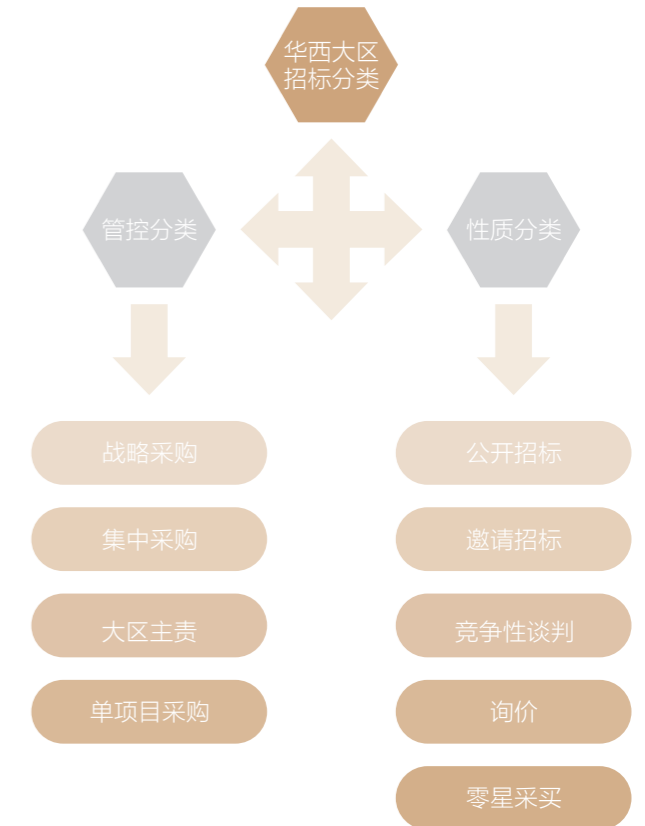 华西大区
招标分类
管控分类
性质分类
战略采购
公开招标
集中采购
邀请招标
大区主责
竞争性谈判
单项目采购
询价
零星采买